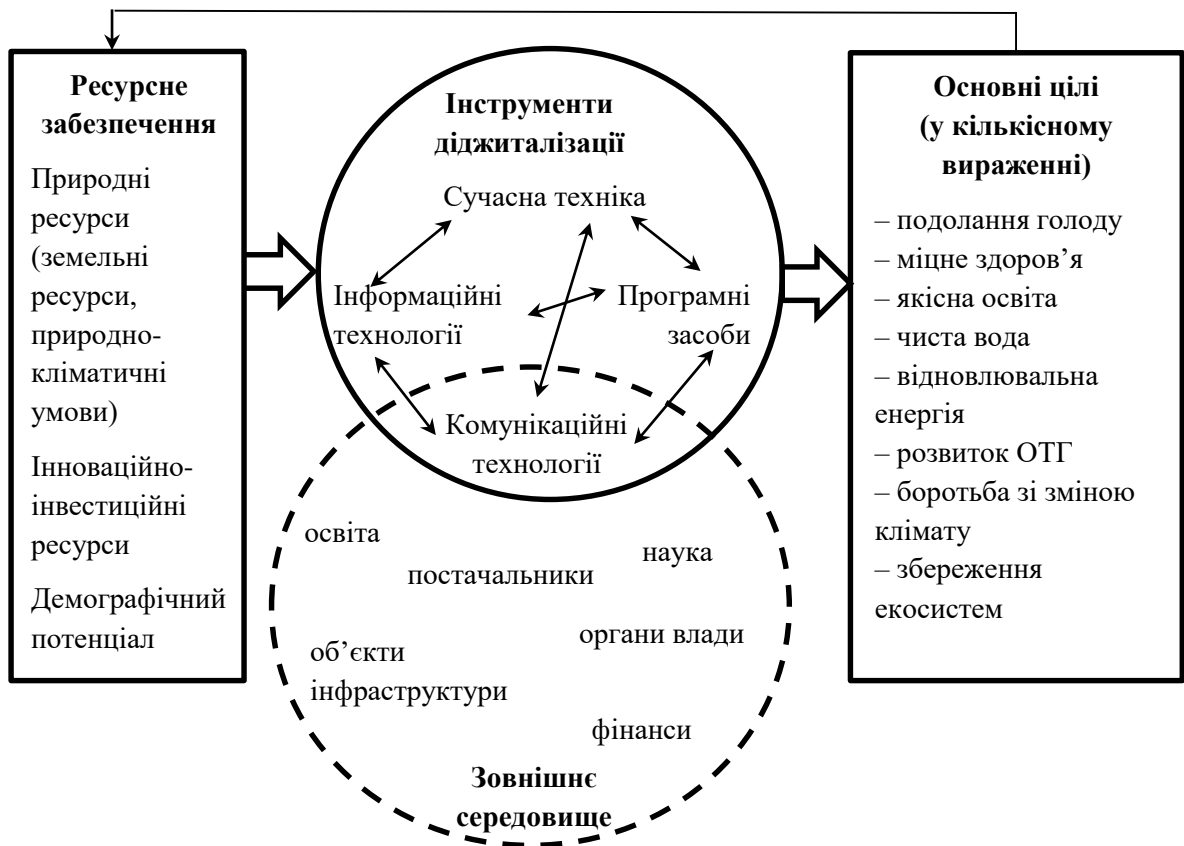 Ресурсне
забезпечення
Природні
ресурси
(земельні
ресурси,
природно-
кліматичні
умови)
Інноваційно-
інвестиційні
ресурси
Демографічний
потенціал
Інструменти
діджиталізації
Сучасна техніка
Інформаційні
технології
Програмні
засоби
Комунікаційні
технології
освіта
наука
постачальники
органи влади
об’єкти
інфраструктури
фінанси
Зовнішнє
середовище
Основні цілі
(у кількісному
вираженні)
– подолання голоду
– міцне здоров’я
– якісна освіта
– чиста вода
– відновлювальна
енергія
– розвиток ОТГ
– боротьба зі зміною
клімату
– збереження
екосистем